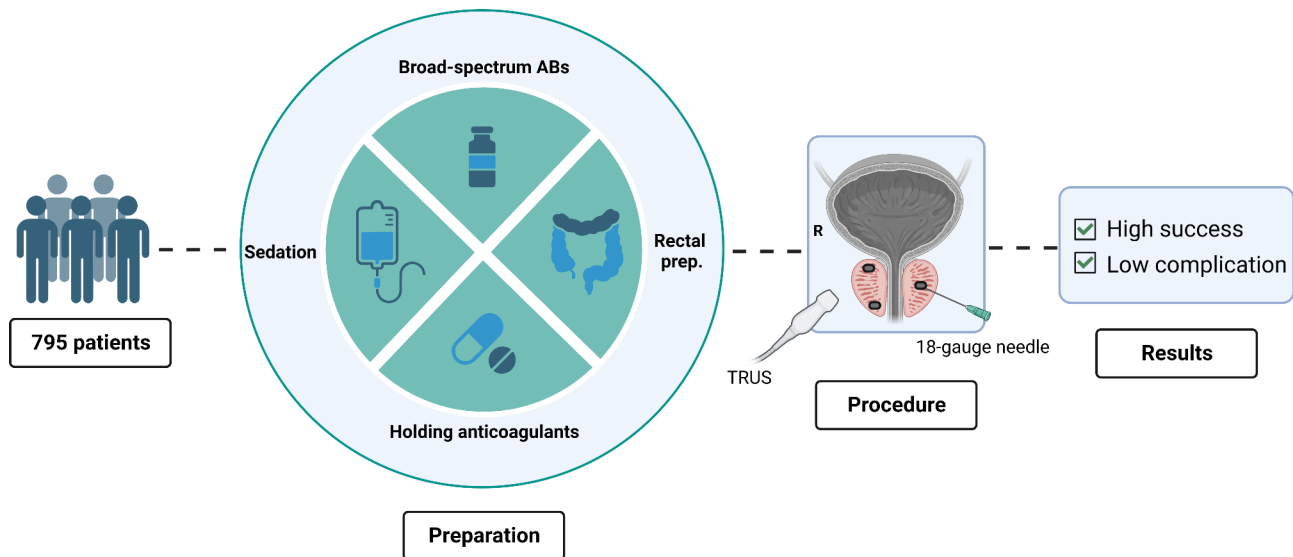 795 patients
Broad-spectrum ABs
Sedation
Rectal
prep.
Holding anticoagulants
Preparation
R
TRUS
18-gauge needle
Procedure
High success
Low complication
Results